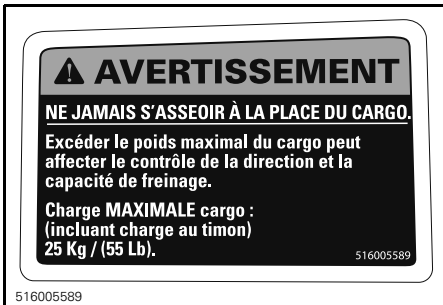 AVERTISSEMENT
NE JAMAIS S'ASSEOIR À LA PLACE DU CARGO.
Excéder le poids maximal du cargo peut
affecter le contrôle de la direction et la
capacité de freinage.
Charge MAXIMALE cargo :
(incluant charge au timon)
25 Kg / (55 Lb).
516005589
516005589